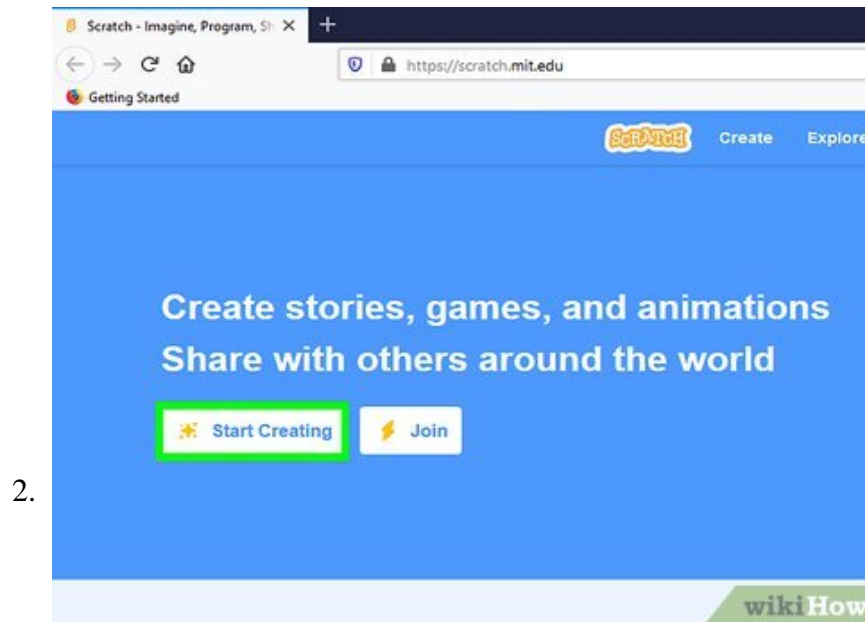 Scratch - Imagine, Program, Sh
https://scratch.mit.edu
Getting Started
SCRATCH Create Explore
Create stories, games, and animations
Share with others around the world
Start Creating Join
2.
wikiHow